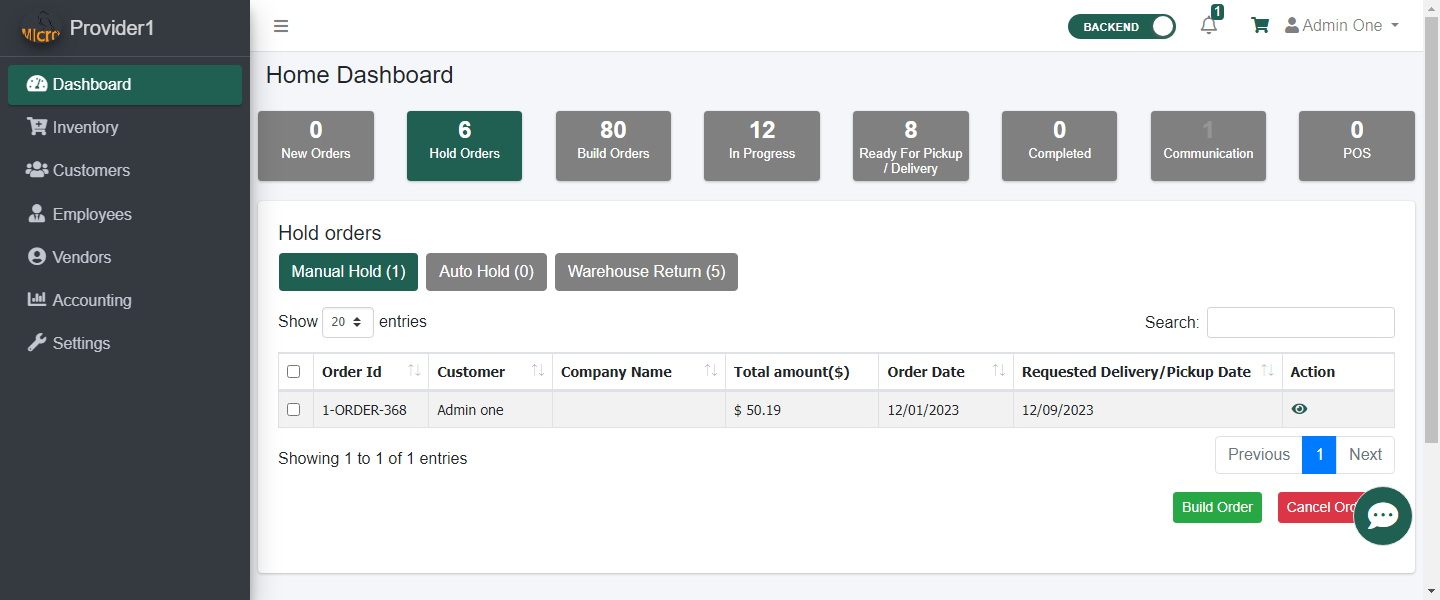 Micr Provider1
BACKEND
1
Admin One
Dashboard
Inventory
Customers
Employees
Vendors
Accounting
Settings
Home Dashboard
0
New Orders
6
Hold Orders
80
Build Orders
12
In Progress
8
Ready For Pickup
/ Delivery
0
Completed
1
Communication
0
POS
Hold orders
Manual Hold (1) Auto Hold (0) Warehouse Return (5)
Show 20 entries Search:
Order Id Customer Company Name Total amount($) Order Date Requested Delivery/Pickup Date Action
1-ORDER-368 Admin one $ 50.19 12/01/2023 12/09/2023
Showing 1 to 1 of 1 entries
Previous 1 Next
Build Order Cancel Ord